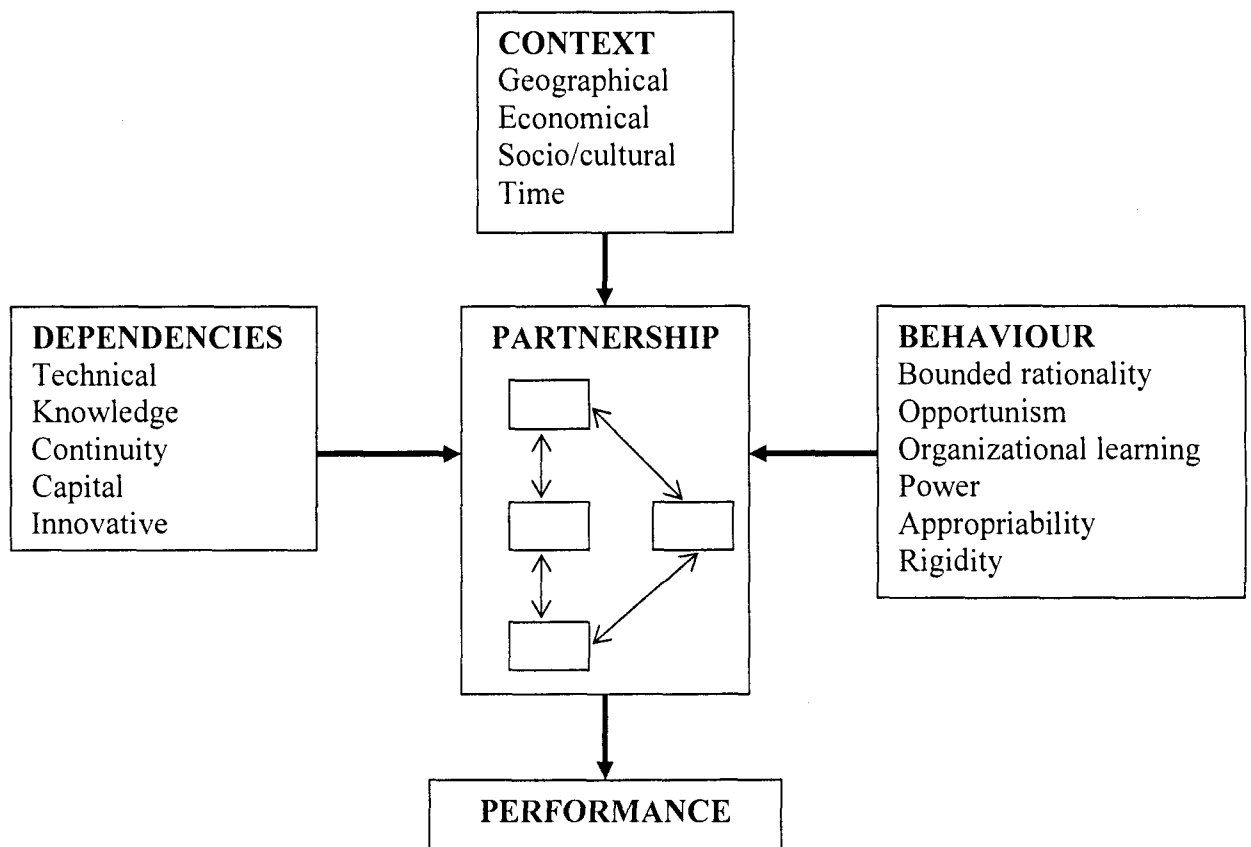 CONTEXT
Geographical
Economical
Socio/cultural
Time
DEPENDENCIES
Technical
Knowledge
Continuity
Capital
Innovative
PARTNERSHIP
BEHAVIOUR
Bounded rationality
Opportunism
Organizational learning
Power
Appropriability
Rigidity
PERFORMANCE